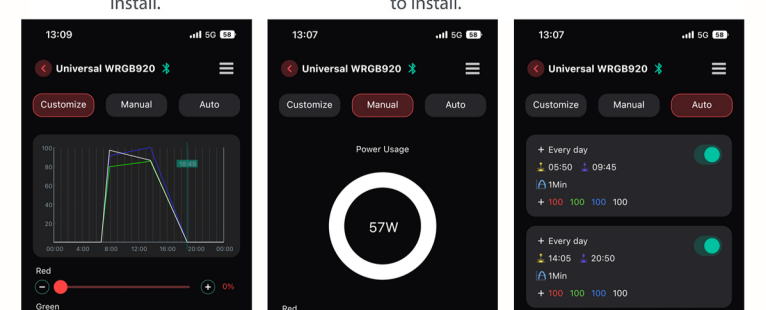 install.
to install.
13:09
5G 58
Universal WRGB920
Customize
Manual
Auto
100
80
60
40
20
18:49
00:00 4:00 8:00 12:00 16:00 20:00 00:00
Red
0%
Green
13:07
5G 58
Universal WRGB920
Customize
Manual
Auto
Power Usage
57W
Red
13:07
5G 58
Universal WRGB920
Customize
Manual
Auto
+ Every day
05:50 09:45
1Min
+ 100 100 100 100
+ Every day
14:05 20:50
1Min
+ 100 100 100 100